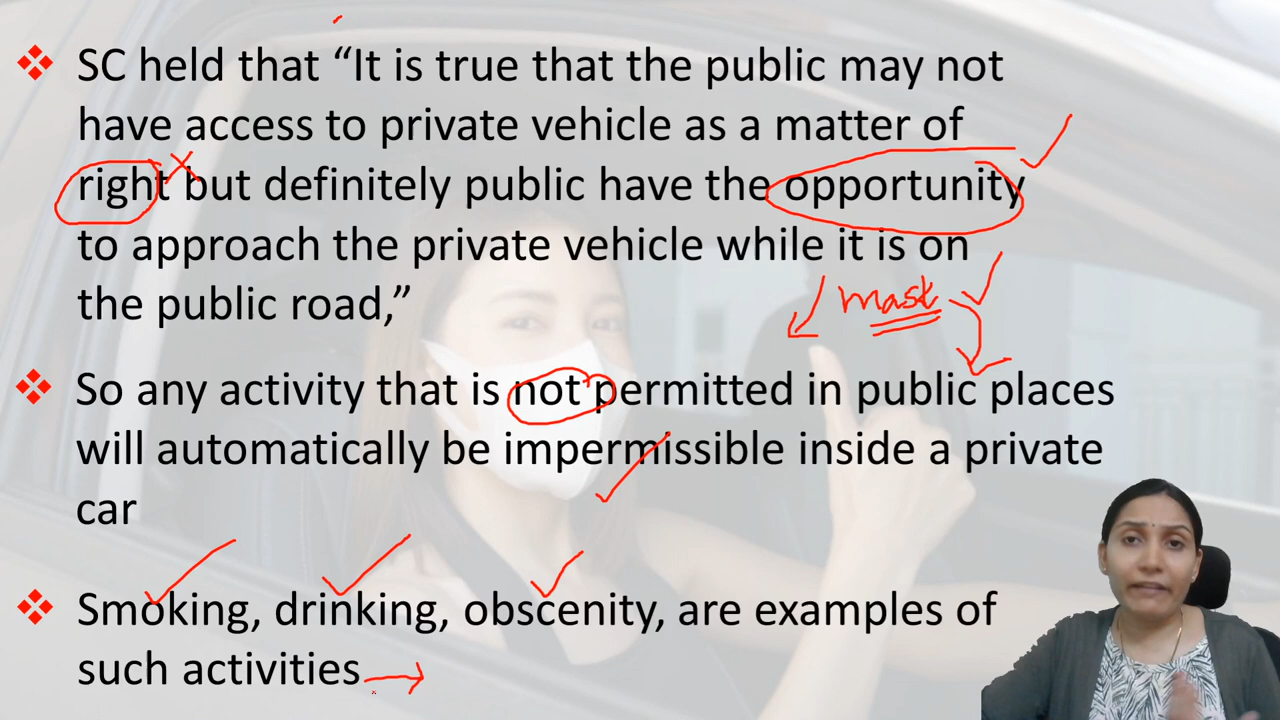 SC held that “It is true that the public may not
have access to private vehicle as a matter of
right but definitely public have the opportunity
to approach the private vehicle while it is on
the public road,”
mask
So any activity that is not permitted in public places
will automatically be impermissible inside a private
car
Smoking, drinking, obscenity, are examples of
such activities